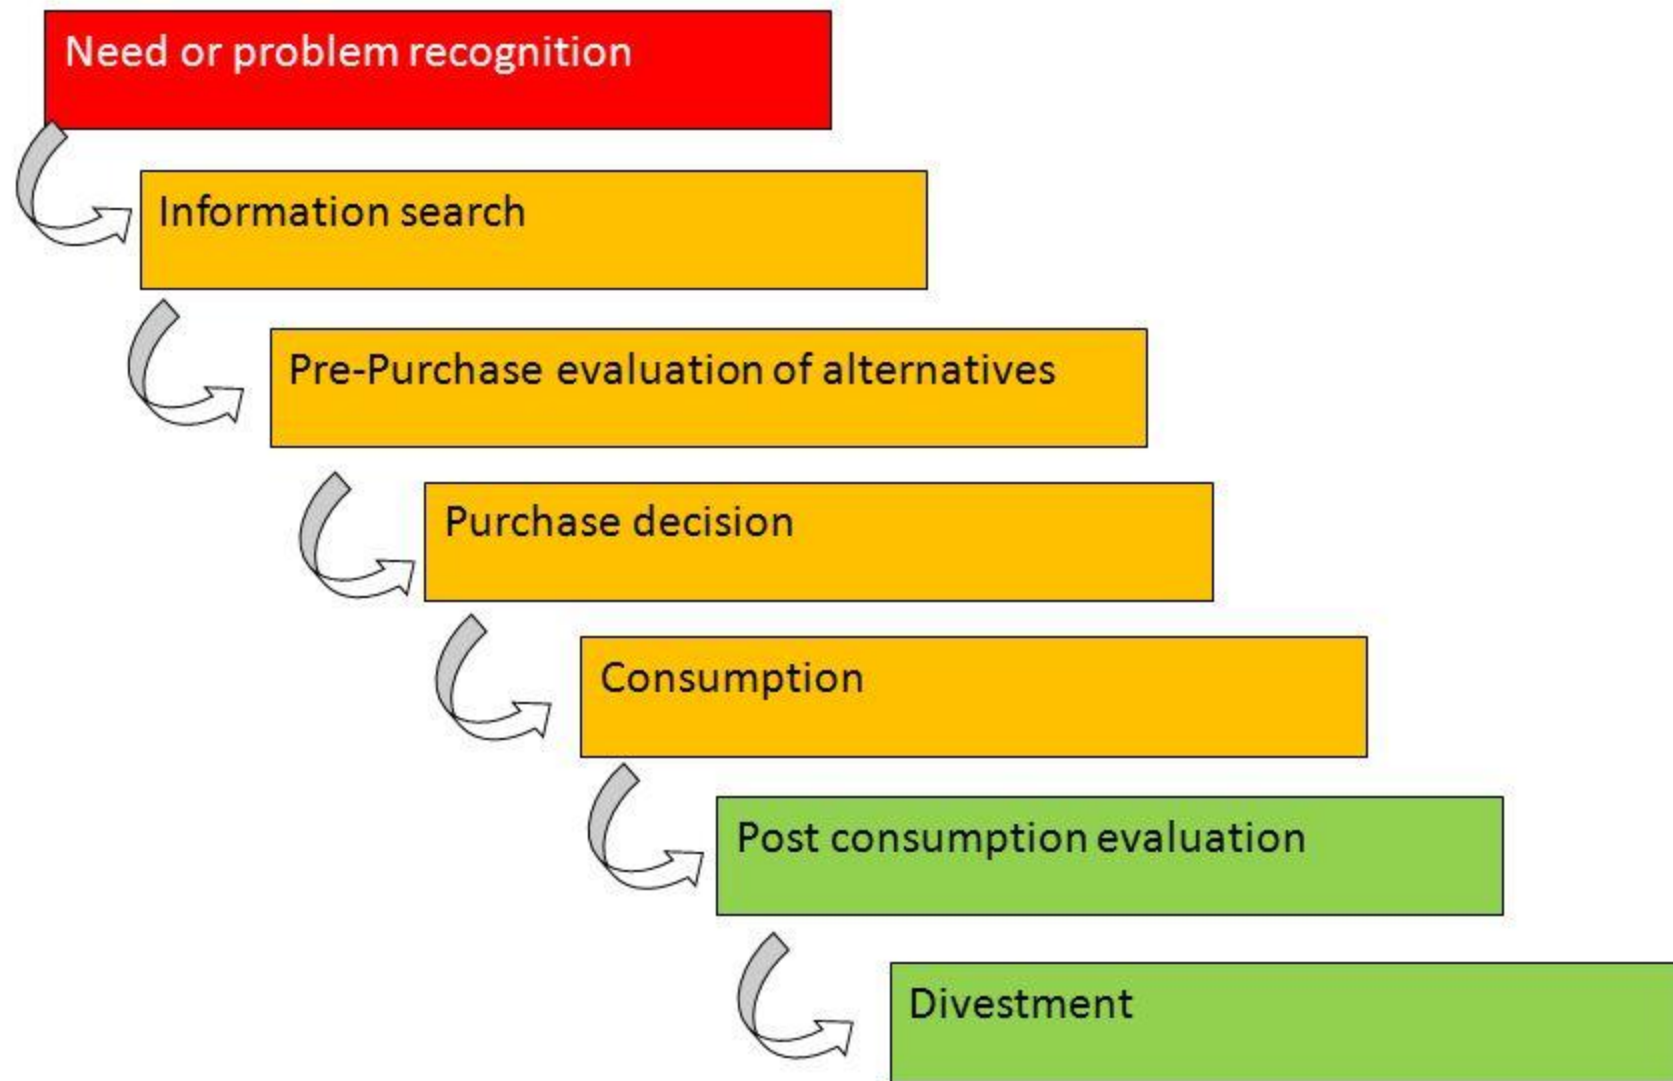 Need or problem recognition
Information search
Pre-Purchase evaluation of alternatives
Purchase decision
Consumption
Post consumption evaluation
Divestment